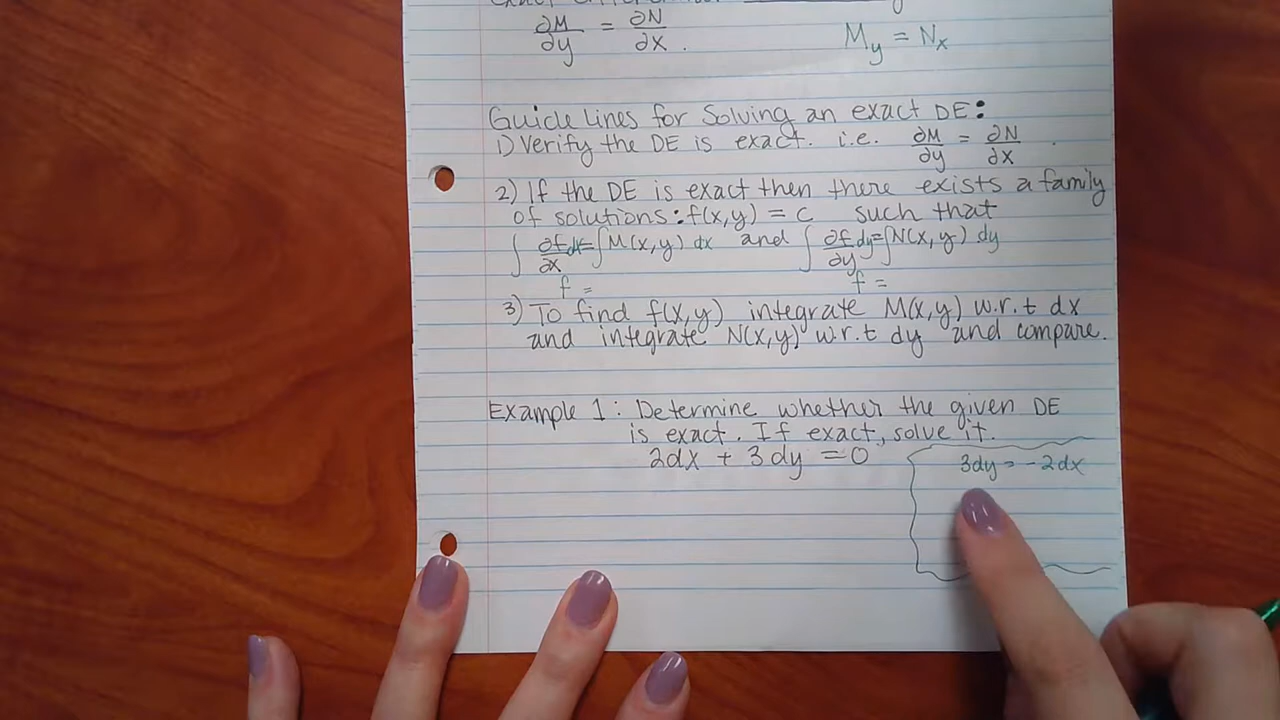 ∂M/∂y = ∂N/∂x.
My = Nx
Guidelines for Solving an exact DE:
1) Verify the DE is exact. i.e. ∂M/∂y = ∂N/∂x.
2) If the DE is exact then there exists a family
of solutions: f(x,y) = c such that
∫ ∂f/∂x dx = ∫ M(x,y) dx and ∫ ∂f/∂y dy = ∫ N(x,y) dy
f = f =
3) To find f(x,y) integrate M(x,y) w.r.t dx
and integrate N(x,y) w.r.t dy and compare.
Example 1: Determine whether the given DE
is exact. If exact, solve it.
2dx + 3dy = 0
3dy = -2dx